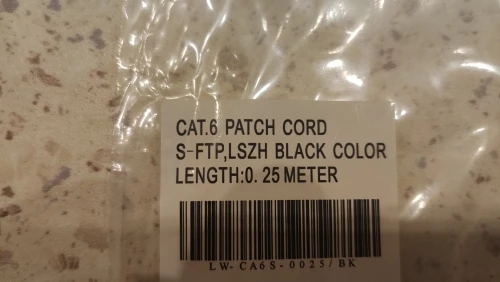 CAT.6 PATCH CORD
S-FTP,LSZH BLACK COLOR
LENGTH:0. 25 METER
LW-CA6S-0025/BK